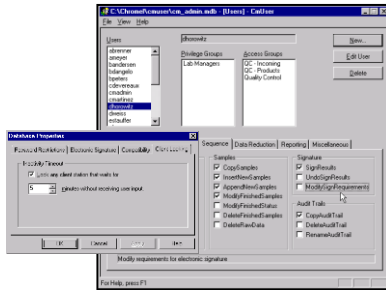 C:\Chromel\cmuser\cm_admin.mdb - [Users] - CmUser
File View Help
Users
dhorowitz
New...
abrenner
ameyer
bandersen
bdangelo
bpeters
cdevereaux
cmadmin
cmartinez
dhorowitz
dweiss
estauffer
Privilege Groups
Lab Managers
Access Groups
QC - Incoming
QC - Products
Quality Control
Edit User
Delete
Database Properties
Electronic Signature
Compatibility
Client Locking
Inactivity Timeout
Lock any client station that waits for
5
minutes without receiving user input.
OK
Cancel
Apply
Help
Sequence
Data Reduction
Reporting
Miscellaneous
Samples
CopySamples
InsertNewSamples
AppendNewSamples
ModifyFinishedSamples
ModifyFinishedStatus
DeleteFinishedSamples
DeleteRawData
Signature
SignResults
UndoSignResults
ModifySignRequirements
Audit Trails
CopyAuditTrail
DeleteAuditTrail
RenameAuditTrail
Modify requirements for electronic signature
For Help, press F1